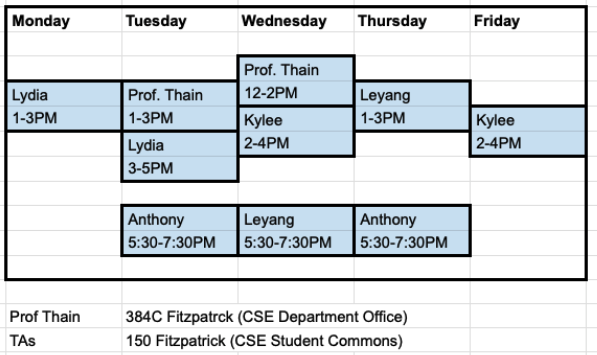 Monday Tuesday Wednesday Thursday Friday
Prof. Thain
12-2PM
Lydia
1-3PM
Prof. Thain
1-3PM
Leyang
1-3PM
Kylee
2-4PM
Kylee
2-4PM
Lydia
3-5PM
Anthony
5:30-7:30PM
Leyang
5:30-7:30PM
Anthony
5:30-7:30PM
Prof Thain 384C Fitzpatrck (CSE Department Office)
TAs 150 Fitzpatrick (CSE Student Commons)